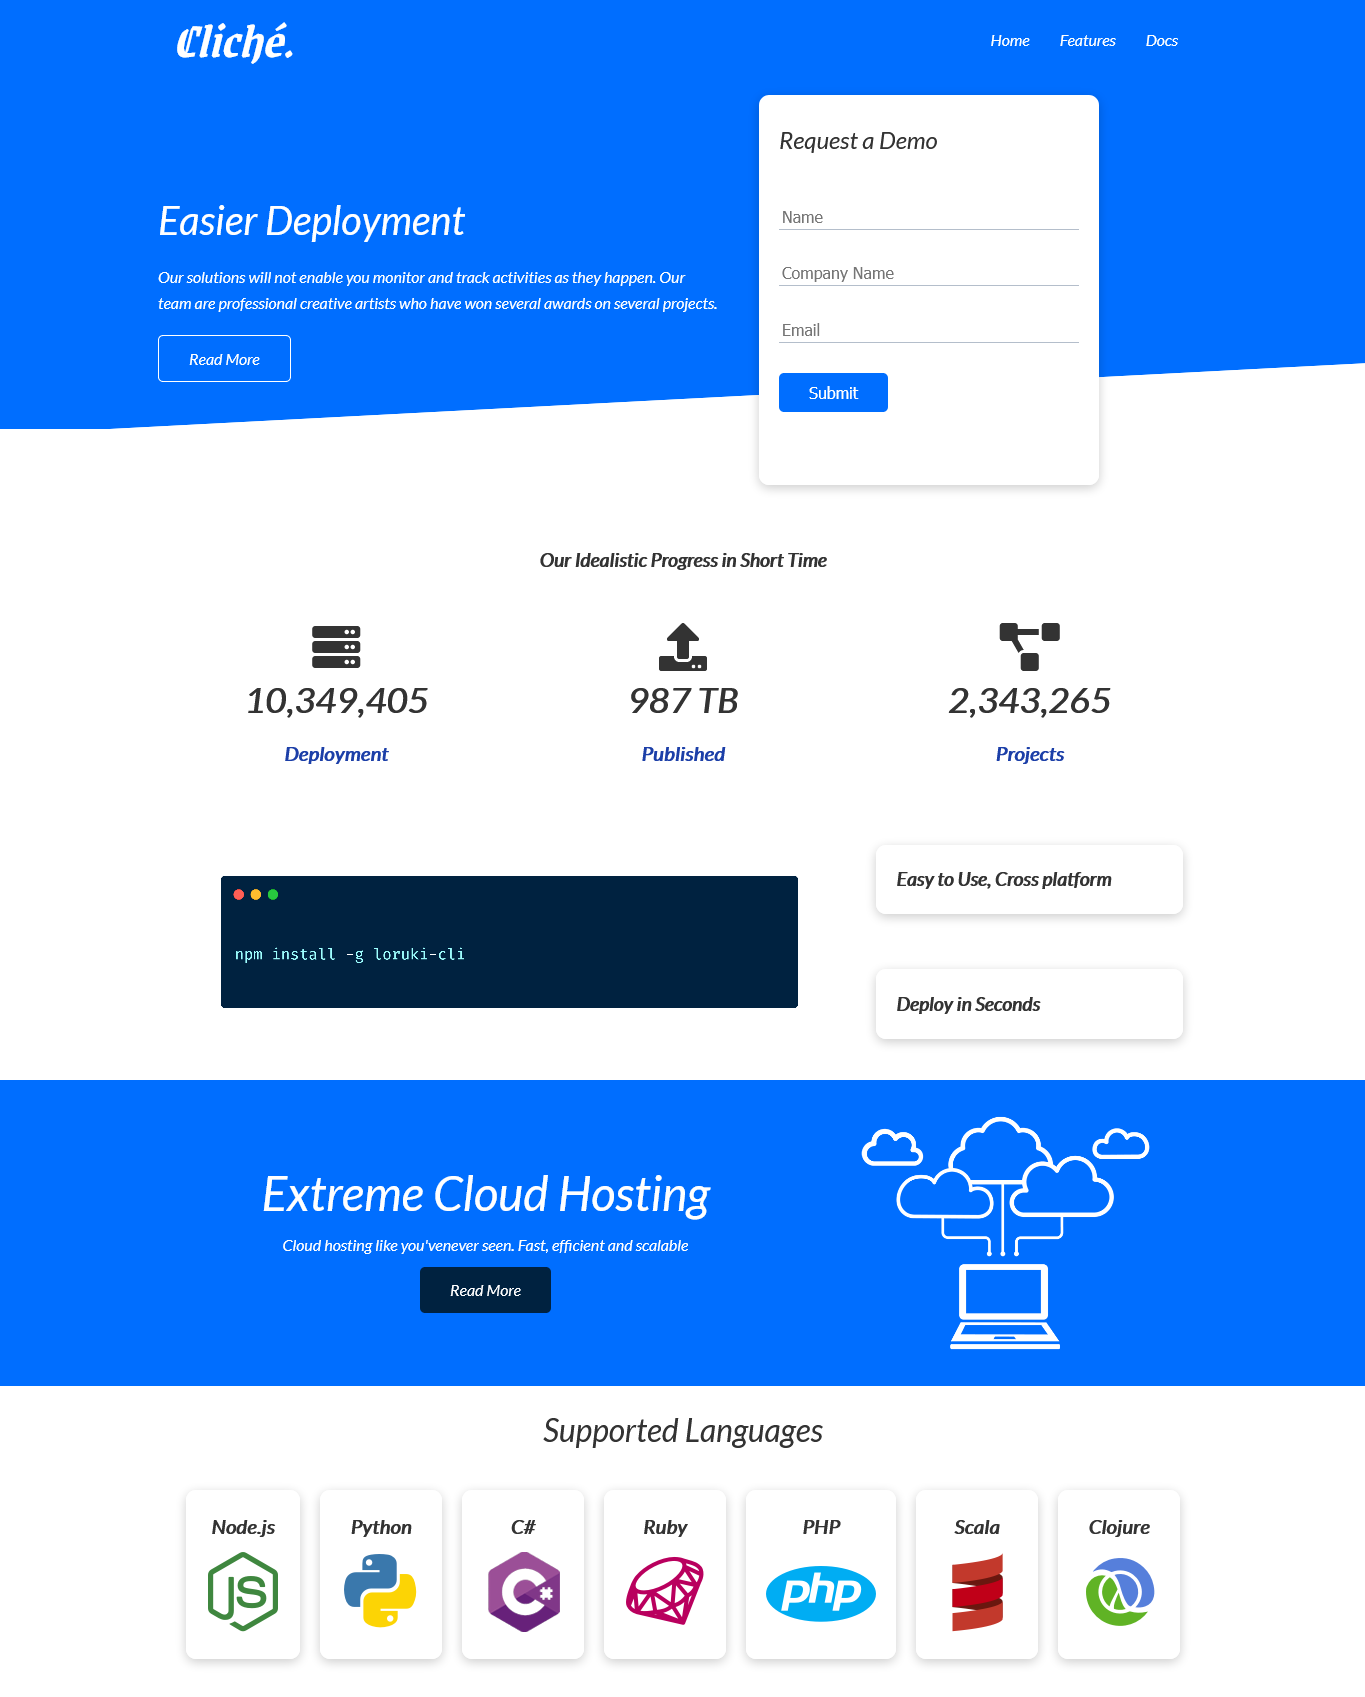 Cliché.
Home Features Docs
Request a Demo
Name
Company Name
Email
Submit
Easier Deployment
Our solutions will not enable you monitor and track activities as they happen. Our
team are professional creative artists who have won several awards on several projects.
Read More
Our Idealistic Progress in Short Time
10,349,405
Deployment
987 TB
Published
2,343,265
Projects
npm install -g loruki-cli
Easy to Use, Cross platform
Deploy in Seconds
Extreme Cloud Hosting
Cloud hosting like you'venever seen. Fast, efficient and scalable
Read More
Supported Languages
Node.js
JS
Python
C#
C#
Ruby
PHP
php
Scala
Clojure